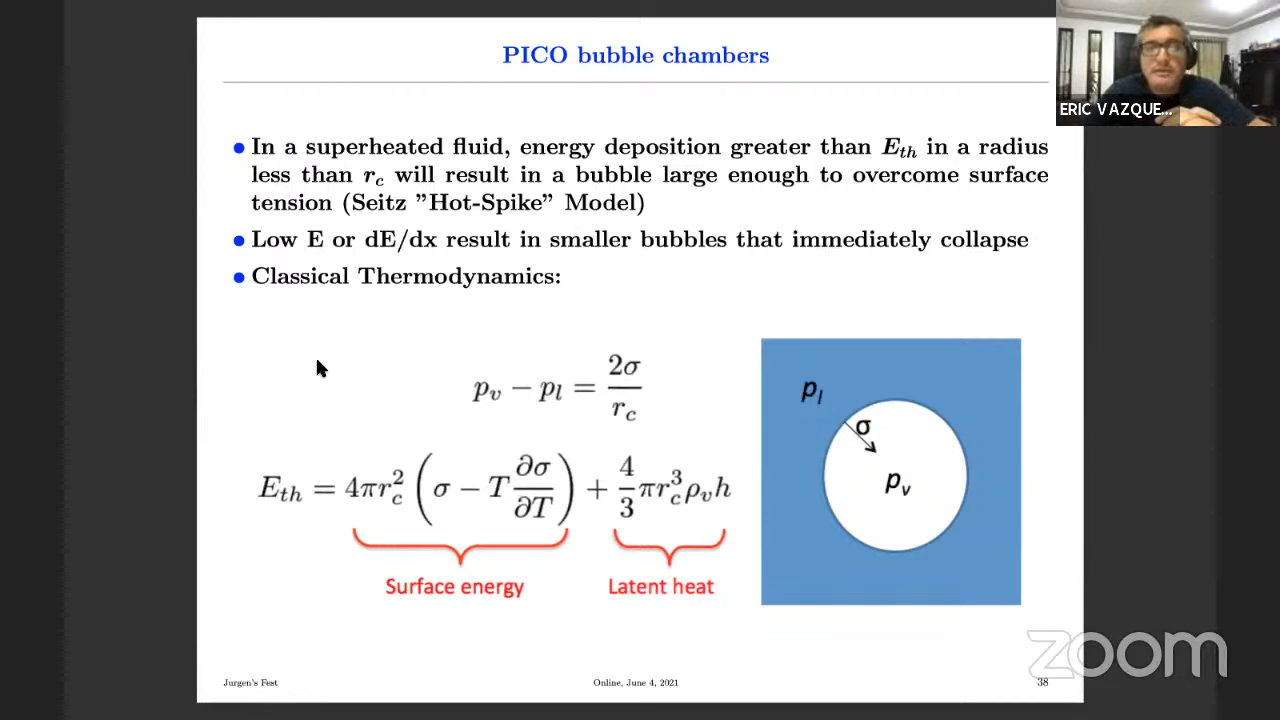 PICO bubble chambers
ERIC VAZQUE...
In a superheated fluid, energy deposition greater than E_th in a radius
less than r_c will result in a bubble large enough to overcome surface
tension (Seitz ”Hot-Spike” Model)
Low E or dE/dx result in smaller bubbles that immediately collapse
Classical Thermodynamics:
p_v − p_l = 2σ / r_c
E_th = 4πr_c^2 (σ − T ∂σ/∂T) + 4/3 πr_c^3 ρ_v h
Surface energy
Latent heat
p_l
σ
p_v
zoom
Jurgen's Fest
Online, June 4, 2021
38